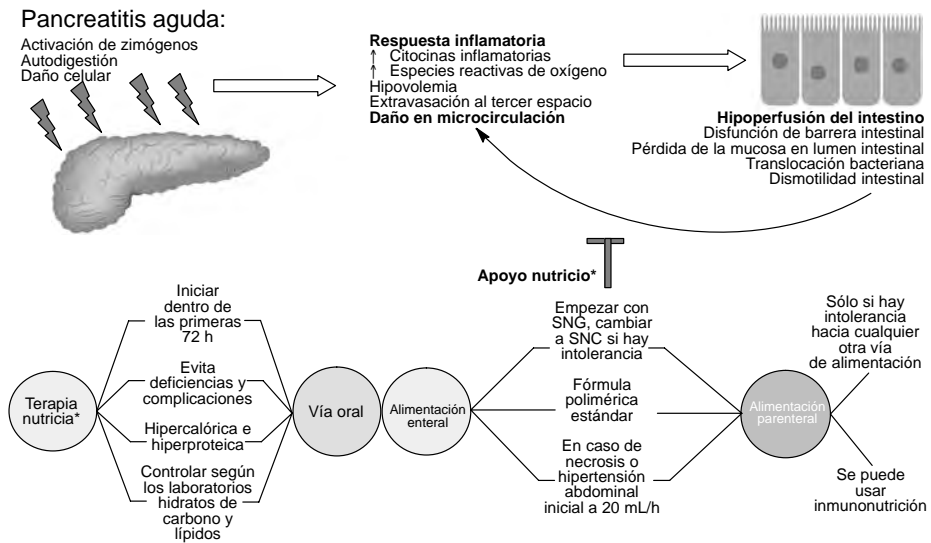 Pancreatitis aguda:
Activación de zimógenos
Autodigestión
Daño celular
Respuesta inflamatoria
↑ Citocinas inflamatorias
↑ Especies reactivas de oxígeno
Hipovolemia
Extravasación al tercer espacio
Daño en microcirculación
Hipoperfusión del intestino
Disfunción de barrera intestinal
Pérdida de la mucosa en lumen intestinal
Translocación bacteriana
Dismotilidad intestinal
Apoyo nutricio*
Terapia
nutricia*
Iniciar
dentro de
las primeras
72 h
Evita
deficiencias y
complicaciones
Hipercalórica e
hiperproteica
Controlar según
los laboratorios
hidratos de
carbono y
lípidos
Vía oral
Alimentación
enteral
Empezar con
SNG, cambiar
a SNC si hay
intolerancia
Fórmula
polimérica
estándar
En caso de
necrosis o
hipertensión
abdominal
inicial a 20 mL/h
Alimentación
parenteral
Sólo si hay
intolerancia
hacia cualquier
otra vía
de alimentación
Se puede
usar
inmunonutrición